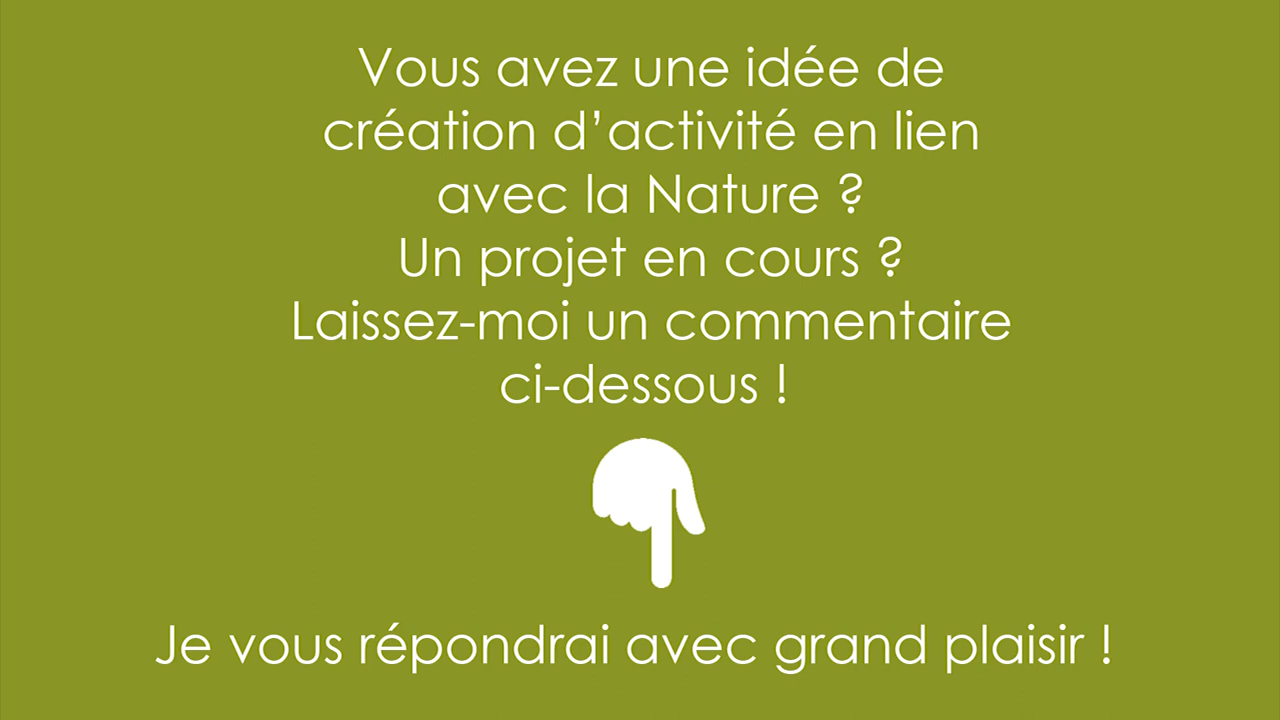 Vous avez une idée de
création d’activité en lien
avec la Nature ?
Un projet en cours ?
Laissez-moi un commentaire
ci-dessous !
Je vous répondrai avec grand plaisir !